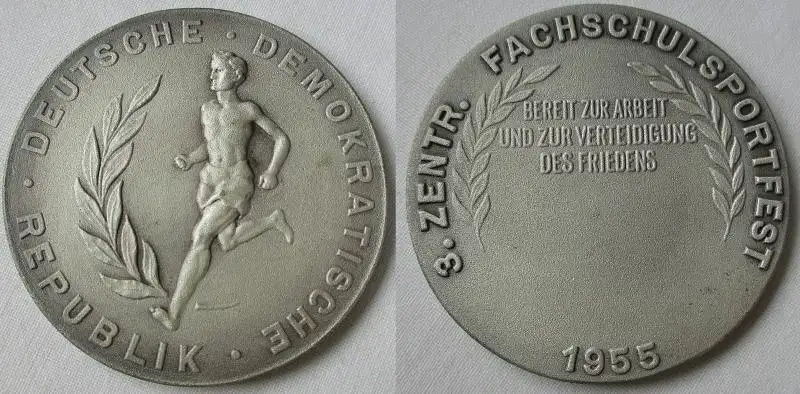 · DEUTSCHE · DEMOKRATISCHE · REPUBLIK
3. ZENTR. FACHSCHULSPORTFEST
BEREIT ZUR ARBEIT
UND ZUR VERTEIDIGUNG
DES FRIEDENS
1955